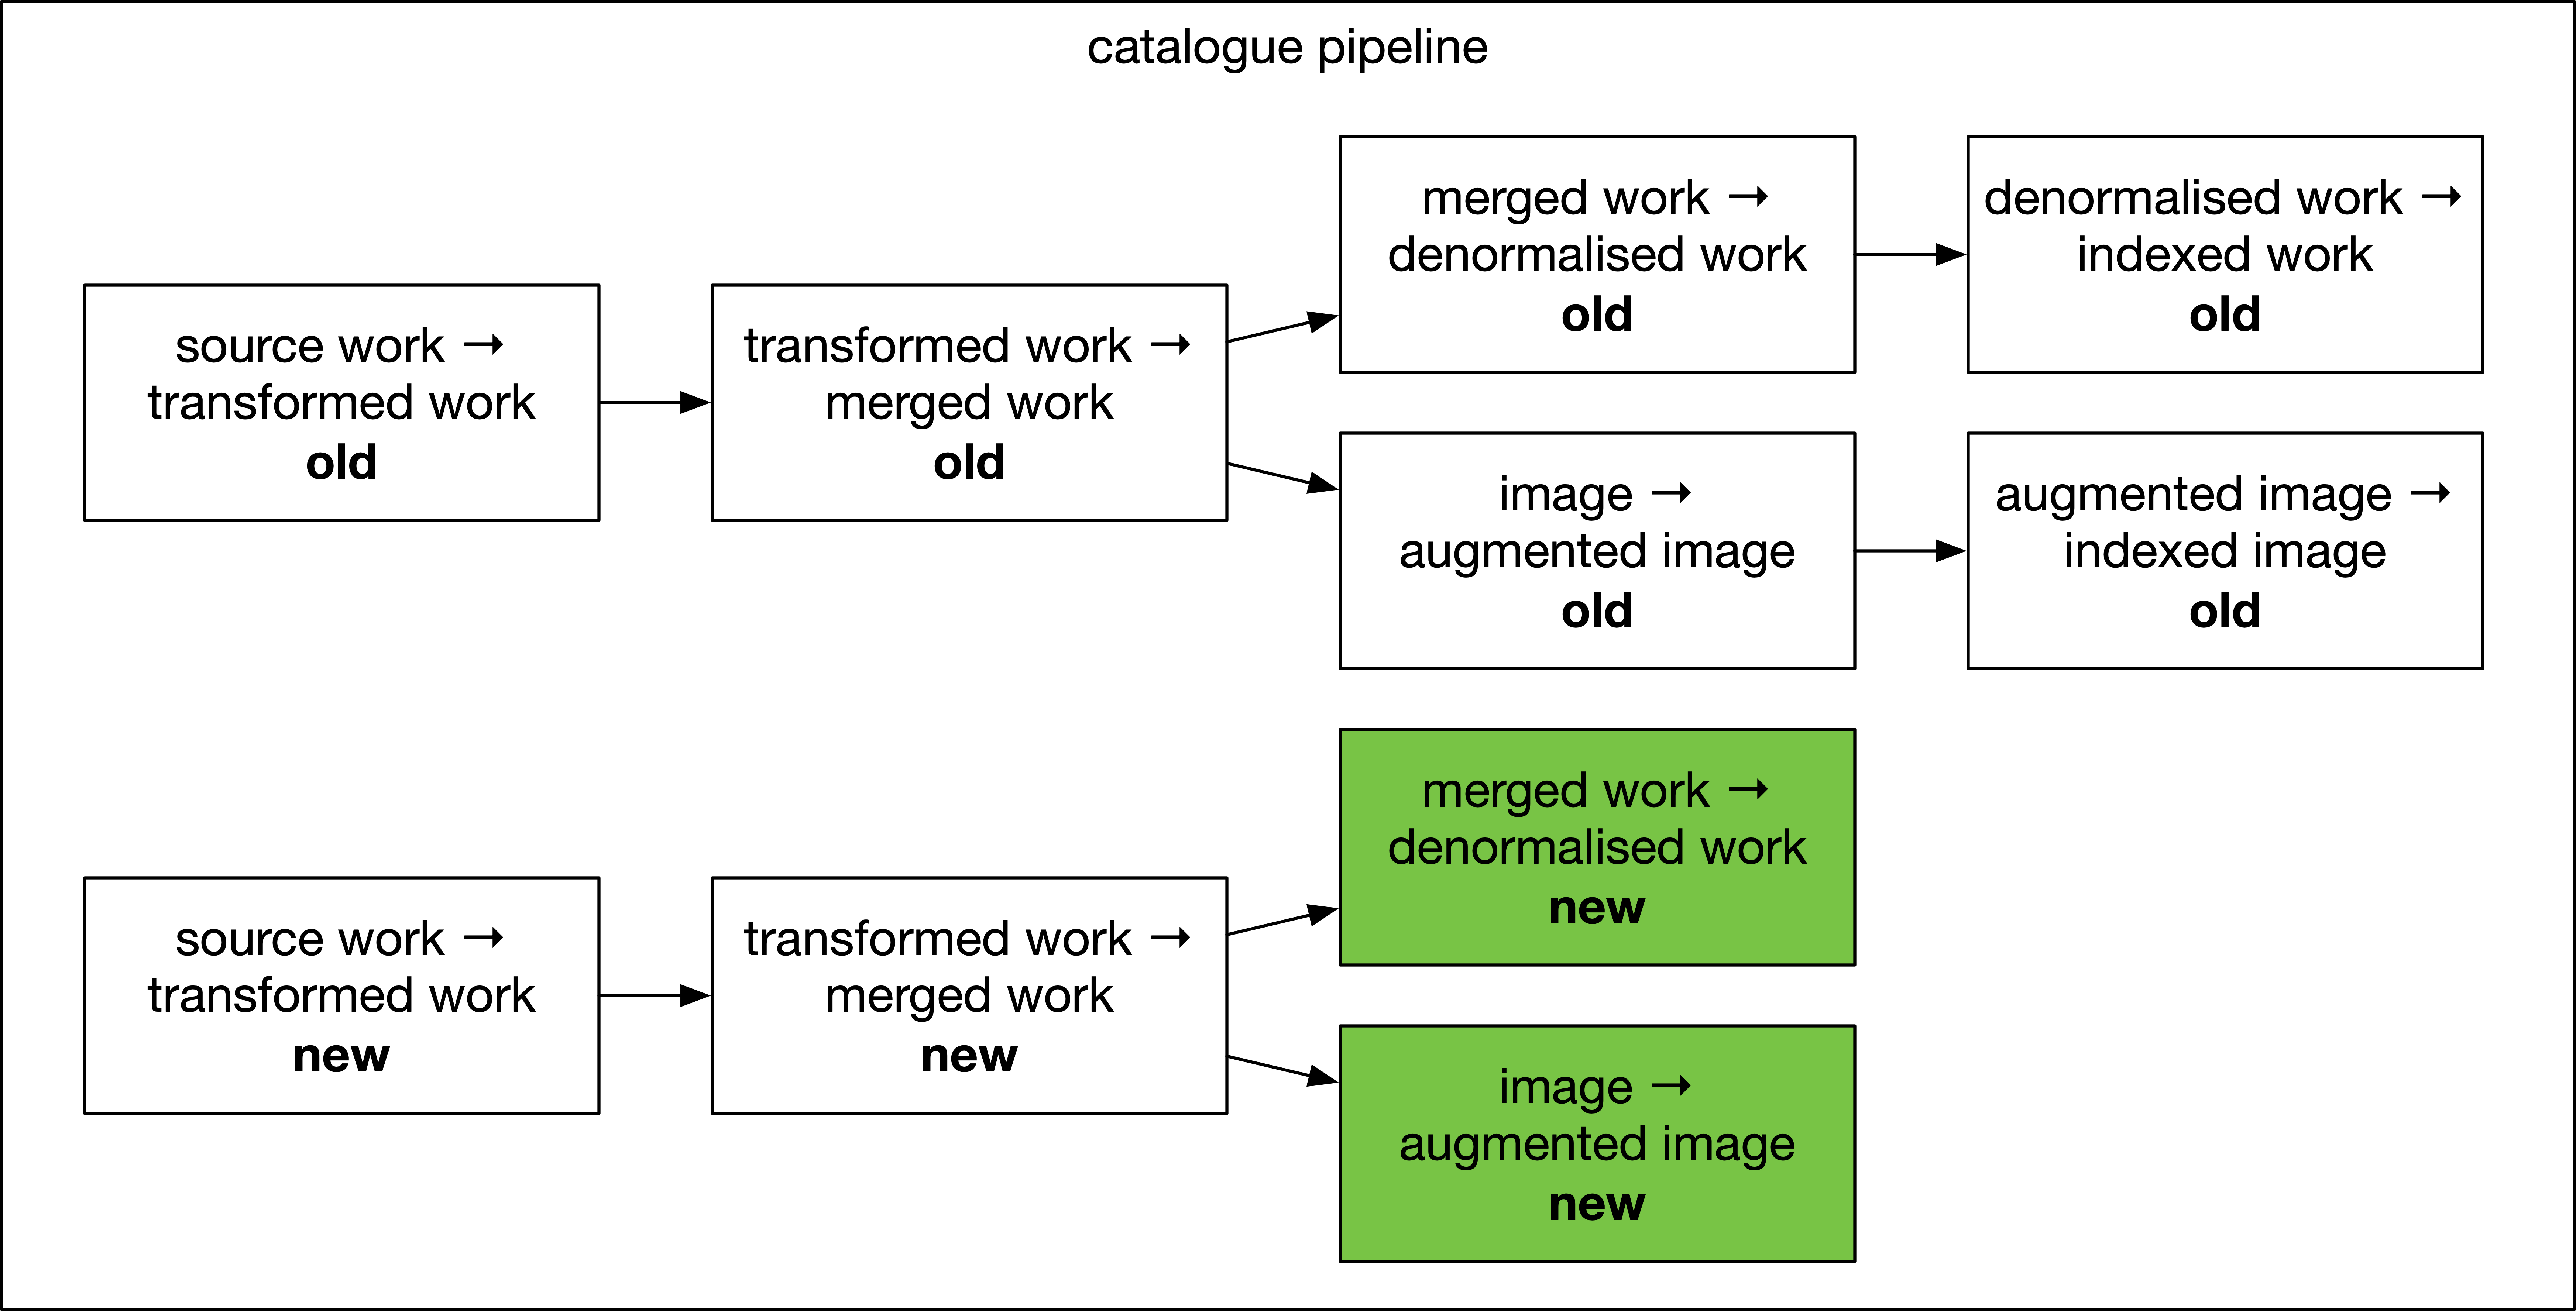 catalogue pipeline
source work →
transformed work
old
transformed work →
merged work
old
merged work →
denormalised work
old
denormalised work →
indexed work
old
image →
augmented image
old
augmented image →
indexed image
old
source work →
transformed work
new
transformed work →
merged work
new
merged work →
denormalised work
new
image →
augmented image
new